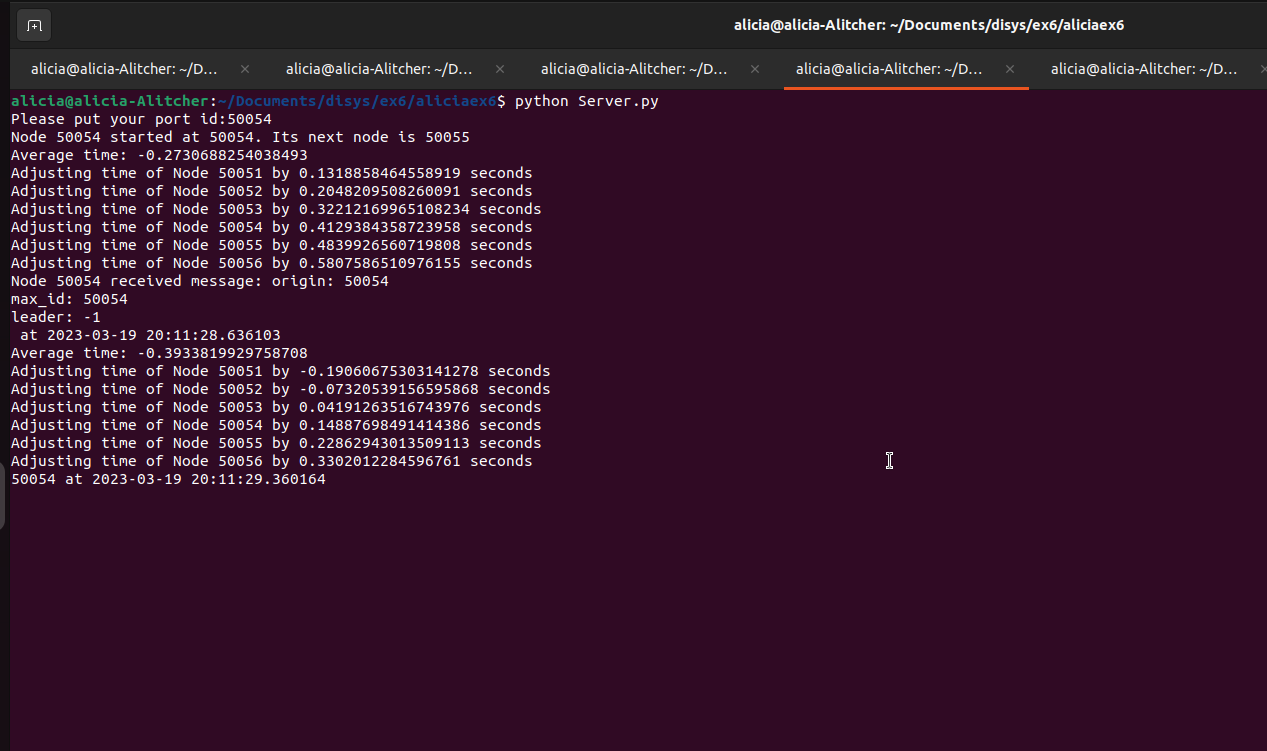 alicia@alicia-Alitcher: ~/Documents/disys/ex6/aliciaex6
alicia@alicia-Alitcher: ~/D... × alicia@alicia-Alitcher: ~/D... × alicia@alicia-Alitcher: ~/D... × alicia@alicia-Alitcher: ~/D... × alicia@alicia-Alitcher: ~/D... ×
alicia@alicia-Alitcher:~/Documents/disys/ex6/aliciaex6$ python Server.py
Please put your port id:50054
Node 50054 started at 50054. Its next node is 50055
Average time: -0.2730688254038493
Adjusting time of Node 50051 by 0.1318858464558919 seconds
Adjusting time of Node 50052 by 0.2048209508260091 seconds
Adjusting time of Node 50053 by 0.32212169965108234 seconds
Adjusting time of Node 50054 by 0.4129384358723958 seconds
Adjusting time of Node 50055 by 0.4839926560719808 seconds
Adjusting time of Node 50056 by 0.5807586510976155 seconds
Node 50054 received message: origin: 50054
max_id: 50054
leader: -1
 at 2023-03-19 20:11:28.636103
Average time: -0.3933819929758708
Adjusting time of Node 50051 by -0.19060675303141278 seconds
Adjusting time of Node 50052 by -0.07320539156595868 seconds
Adjusting time of Node 50053 by 0.04191263516743976 seconds
Adjusting time of Node 50054 by 0.14887698491414386 seconds
Adjusting time of Node 50055 by 0.22862943013509113 seconds
Adjusting time of Node 50056 by 0.3302012284596761 seconds
50054 at 2023-03-19 20:11:29.360164